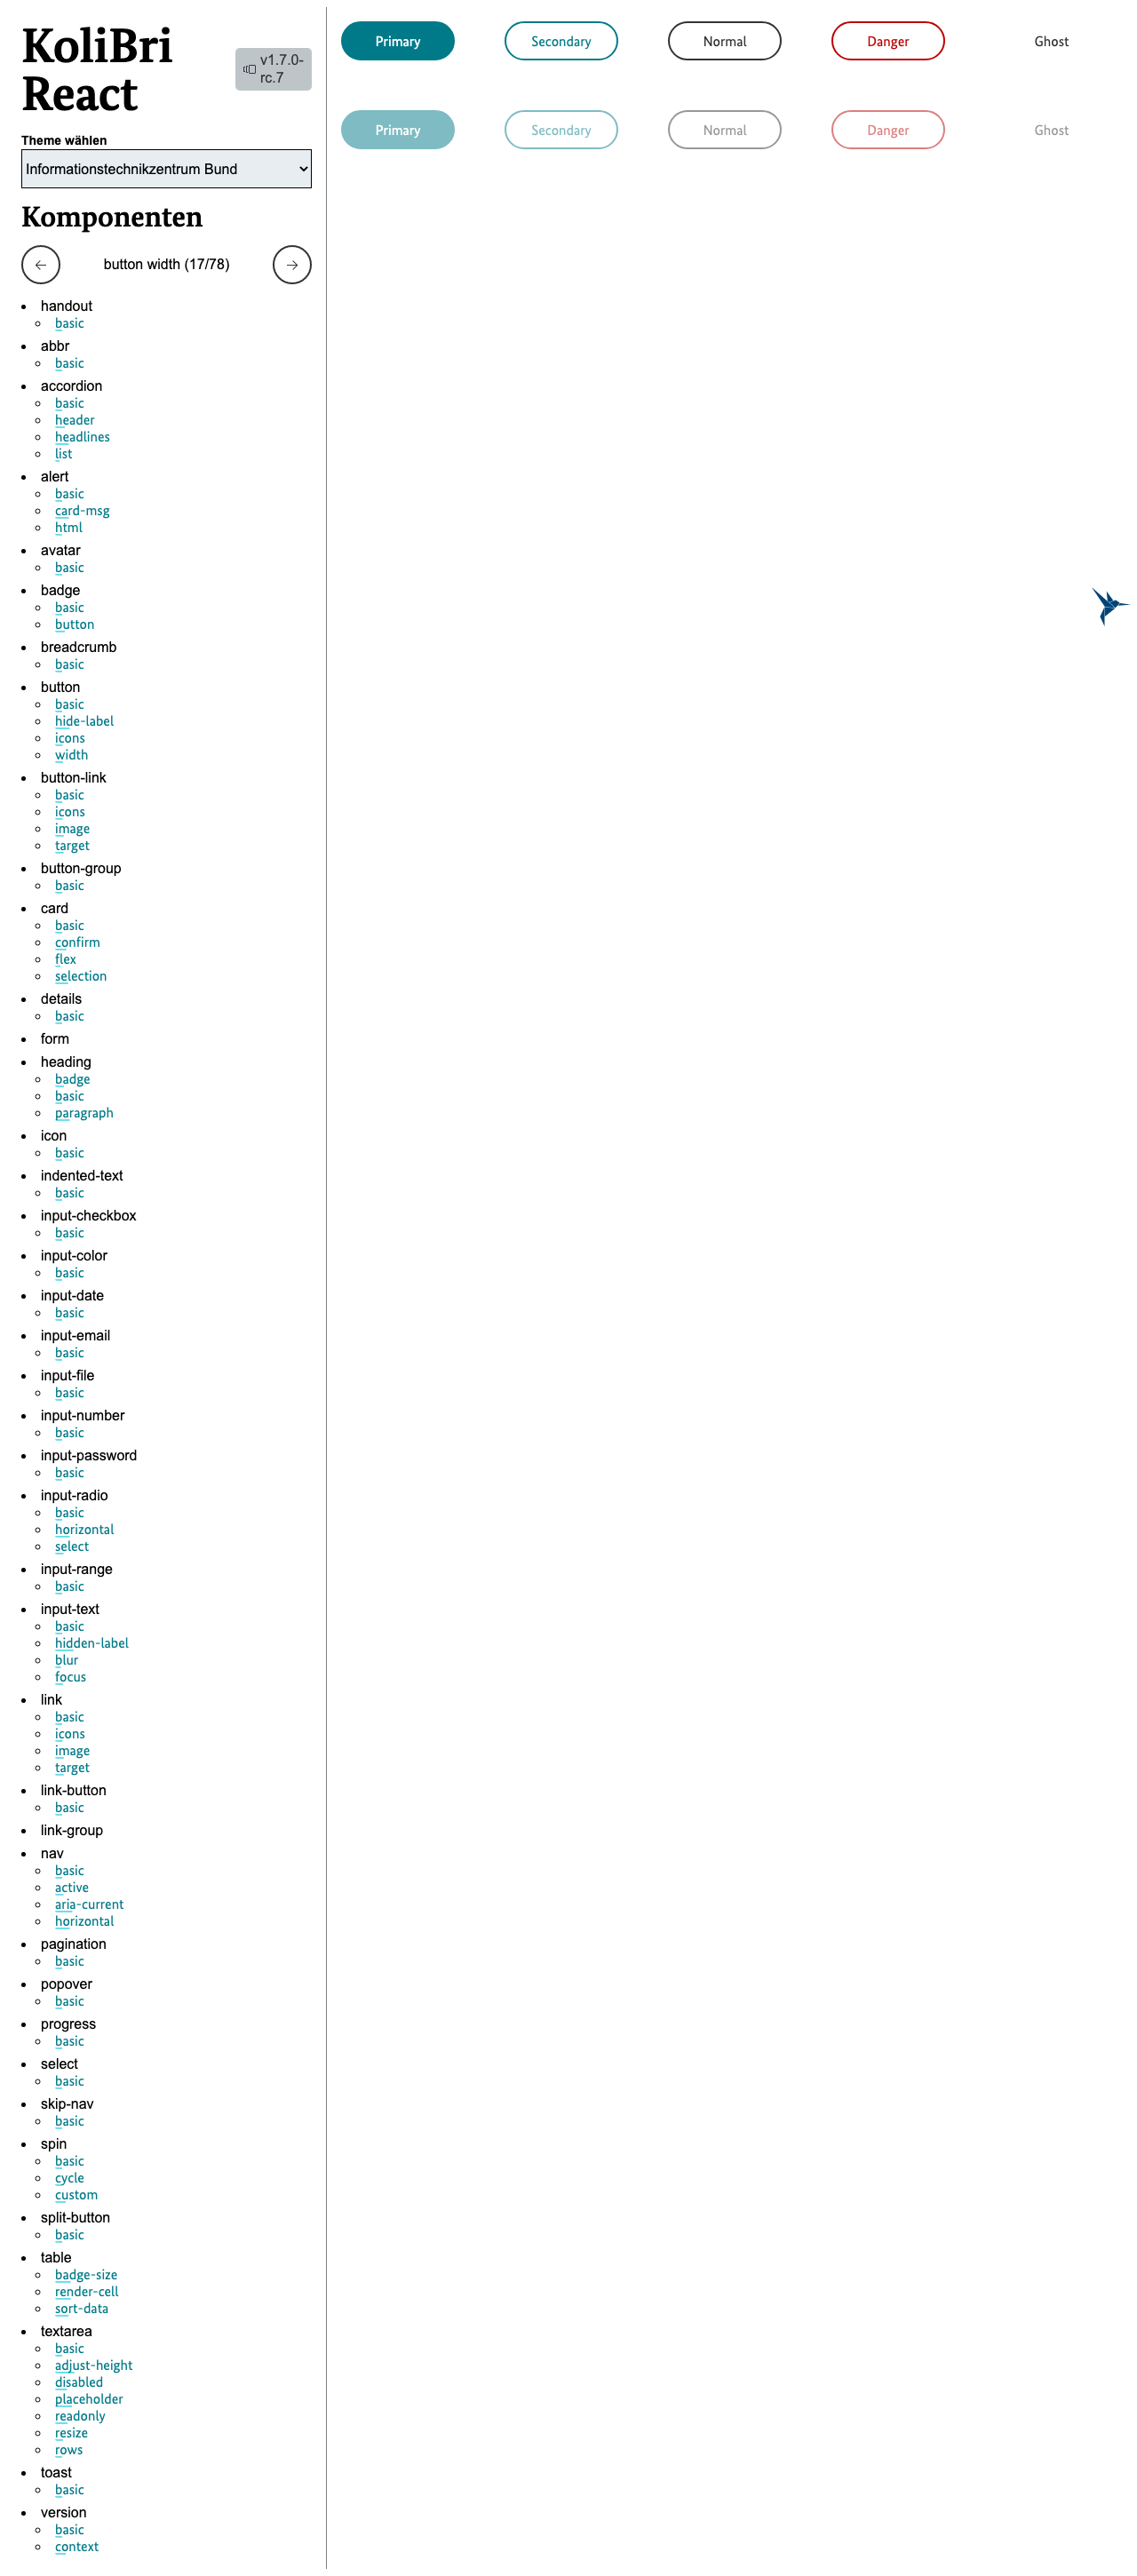 KoliBri
React
v1.7.0-
rc.7
Theme wählen
Informationstechnikzentrum Bund
Komponenten
button width (17/78)
handout
basic
abbr
basic
accordion
basic
header
headlines
list
alert
basic
card-msg
html
avatar
basic
badge
basic
button
breadcrumb
basic
button
basic
hide-label
icons
width
button-link
basic
icons
image
target
button-group
basic
card
basic
confirm
flex
selection
details
basic
form
heading
badge
basic
paragraph
icon
basic
indented-text
basic
input-checkbox
basic
input-color
basic
input-date
basic
input-email
basic
input-file
basic
input-number
basic
input-password
basic
input-radio
basic
horizontal
select
input-range
basic
input-text
basic
hidden-label
blur
focus
link
basic
icons
image
target
link-button
basic
link-group
nav
basic
active
aria-current
horizontal
pagination
basic
popover
basic
progress
basic
select
basic
skip-nav
basic
spin
basic
cycle
custom
split-button
basic
table
badge-size
render-cell
sort-data
textarea
basic
adjust-height
disabled
placeholder
readonly
resize
rows
toast
basic
version
basic
context
Primary Secondary Normal Danger Ghost
Primary Secondary Normal Danger Ghost